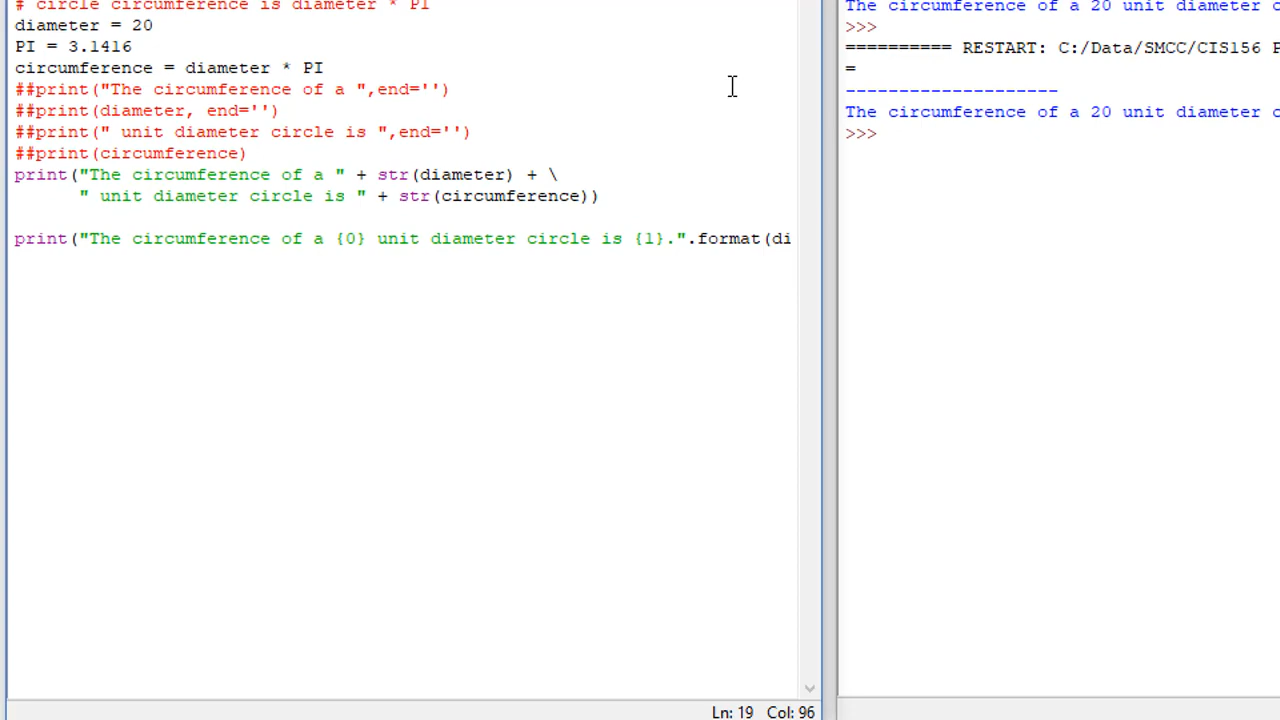 # circle circumference is diameter * PI
diameter = 20
PI = 3.1416
circumference = diameter * PI
##print("The circumference of a ",end='')
##print(diameter, end='')
##print(" unit diameter circle is ",end='')
##print(circumference)
print("The circumference of a " + str(diameter) + \
" unit diameter circle is " + str(circumference))
print("The circumference of a {0} unit diameter circle is {1}.".format(di
Ln: 19 Col: 96
The circumference of a 20 unit diameter c
>>>
========== RESTART: C:/Data/SMCC/CIS156 P
=
--------------------
The circumference of a 20 unit diameter c
>>>